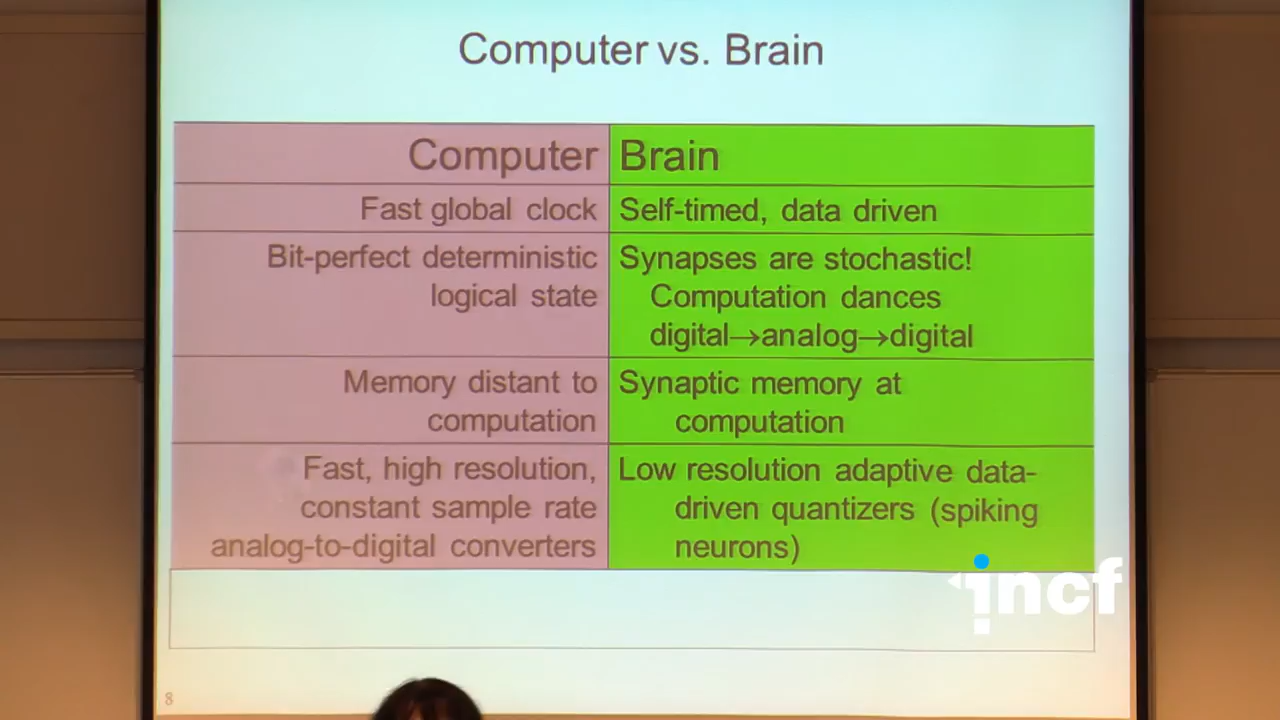 Computer vs. Brain
Computer
Brain
Fast global clock
Self-timed, data driven
Bit-perfect deterministic
logical state
Synapses are stochastic!
Computation dances
digital→analog→digital
Memory distant to
computation
Synaptic memory at
computation
Fast, high resolution,
constant sample rate
analog-to-digital converters
Low resolution adaptive data-
driven quantizers (spiking
neurons)
incf
8